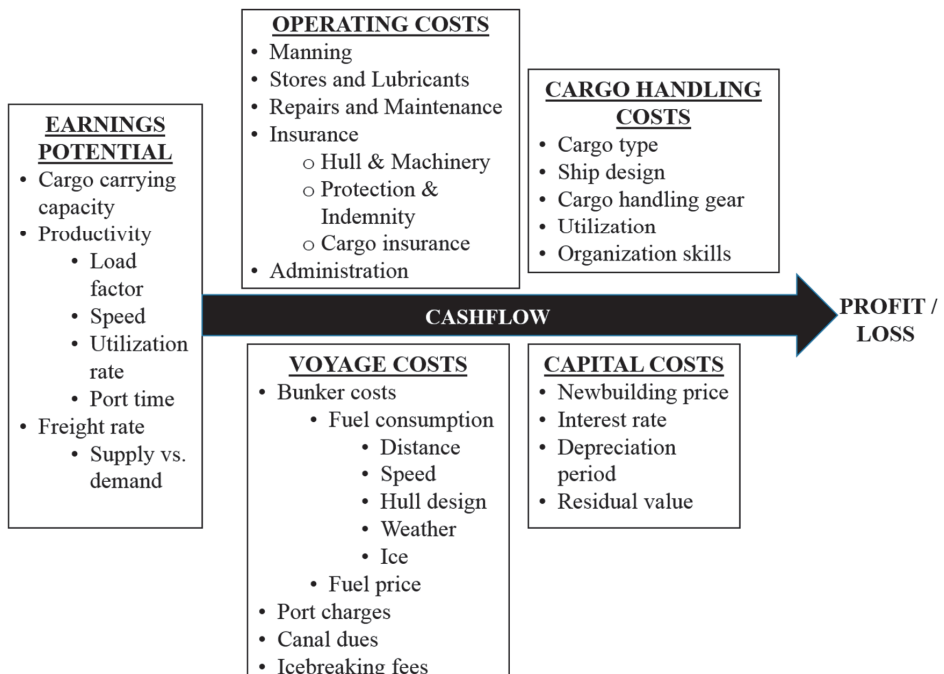 EARNINGS
POTENTIAL
• Cargo carrying
capacity
• Productivity
• Load
factor
• Speed
• Utilization
rate
• Port time
• Freight rate
• Supply vs.
demand
OPERATING COSTS
• Manning
• Stores and Lubricants
• Repairs and Maintenance
• Insurance
o Hull & Machinery
o Protection &
Indemnity
o Cargo insurance
• Administration
CARGO HANDLING
COSTS
• Cargo type
• Ship design
• Cargo handling gear
• Utilization
• Organization skills
CASHFLOW
PROFIT /
LOSS
VOYAGE COSTS
• Bunker costs
• Fuel consumption
• Distance
• Speed
• Hull design
• Weather
• Ice
• Fuel price
• Port charges
• Canal dues
• Icebreaking fees
CAPITAL COSTS
• Newbuilding price
• Interest rate
• Depreciation
period
• Residual value